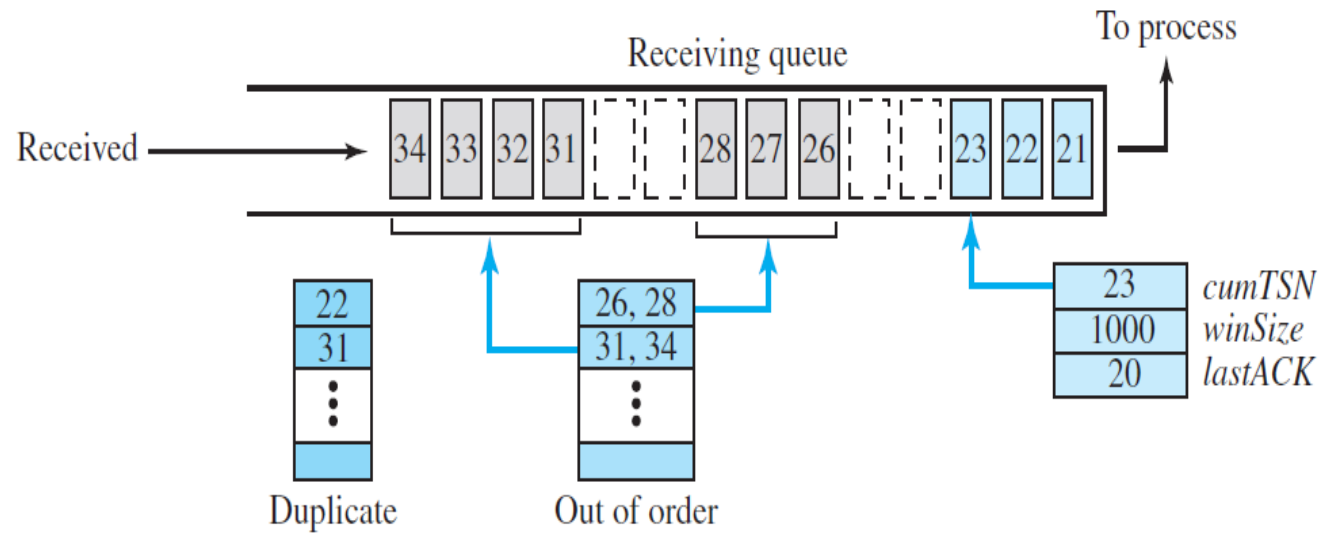 To process
Receiving queue
Received
34 33 32 31 28 27 26 23 22 21
22
31
Duplicate
26, 28
31, 34
Out of order
23 cumTSN
1000 winSize
20 lastACK